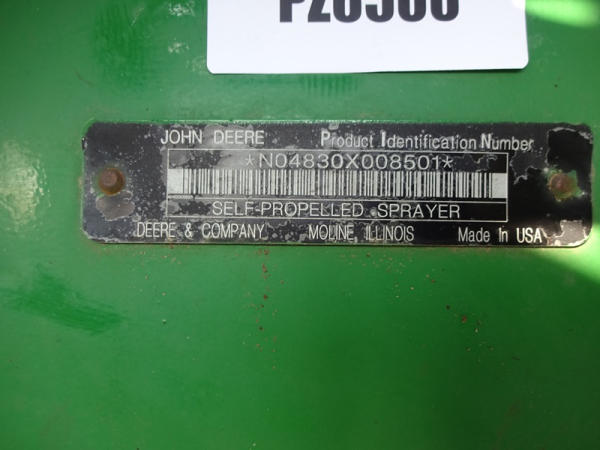 JOHN DEERE Product Identification Number
*N04830X008501*
SELF-PROPELLED SPRAYER
DEERE & COMPANY MOLINE, ILLINOIS Made In USA